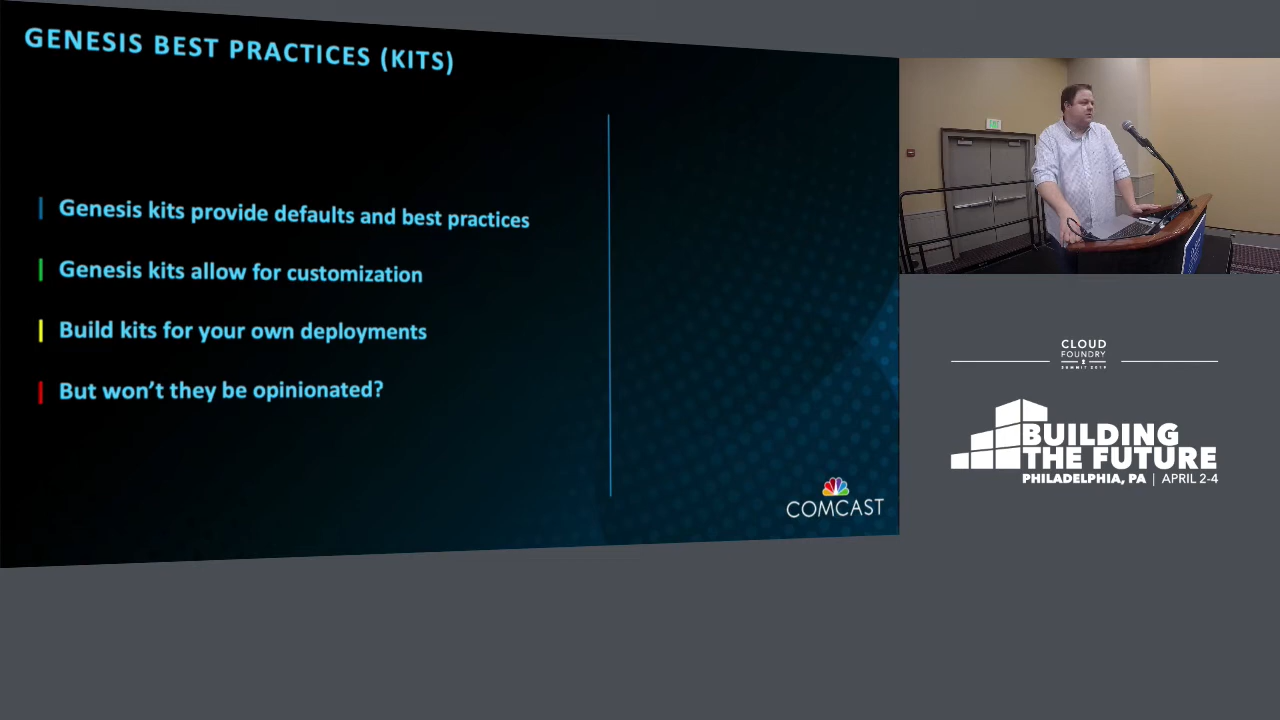 GENESIS BEST PRACTICES (KITS)
Genesis kits provide defaults and best practices
Genesis kits allow for customization
Build kits for your own deployments
But won't they be opinionated?
COMCAST
EXIT
CLOUD
FOUNDRY
SUMMIT 2019
BUILDING
THE FUTURE
PHILADELPHIA, PA | APRIL 2-4